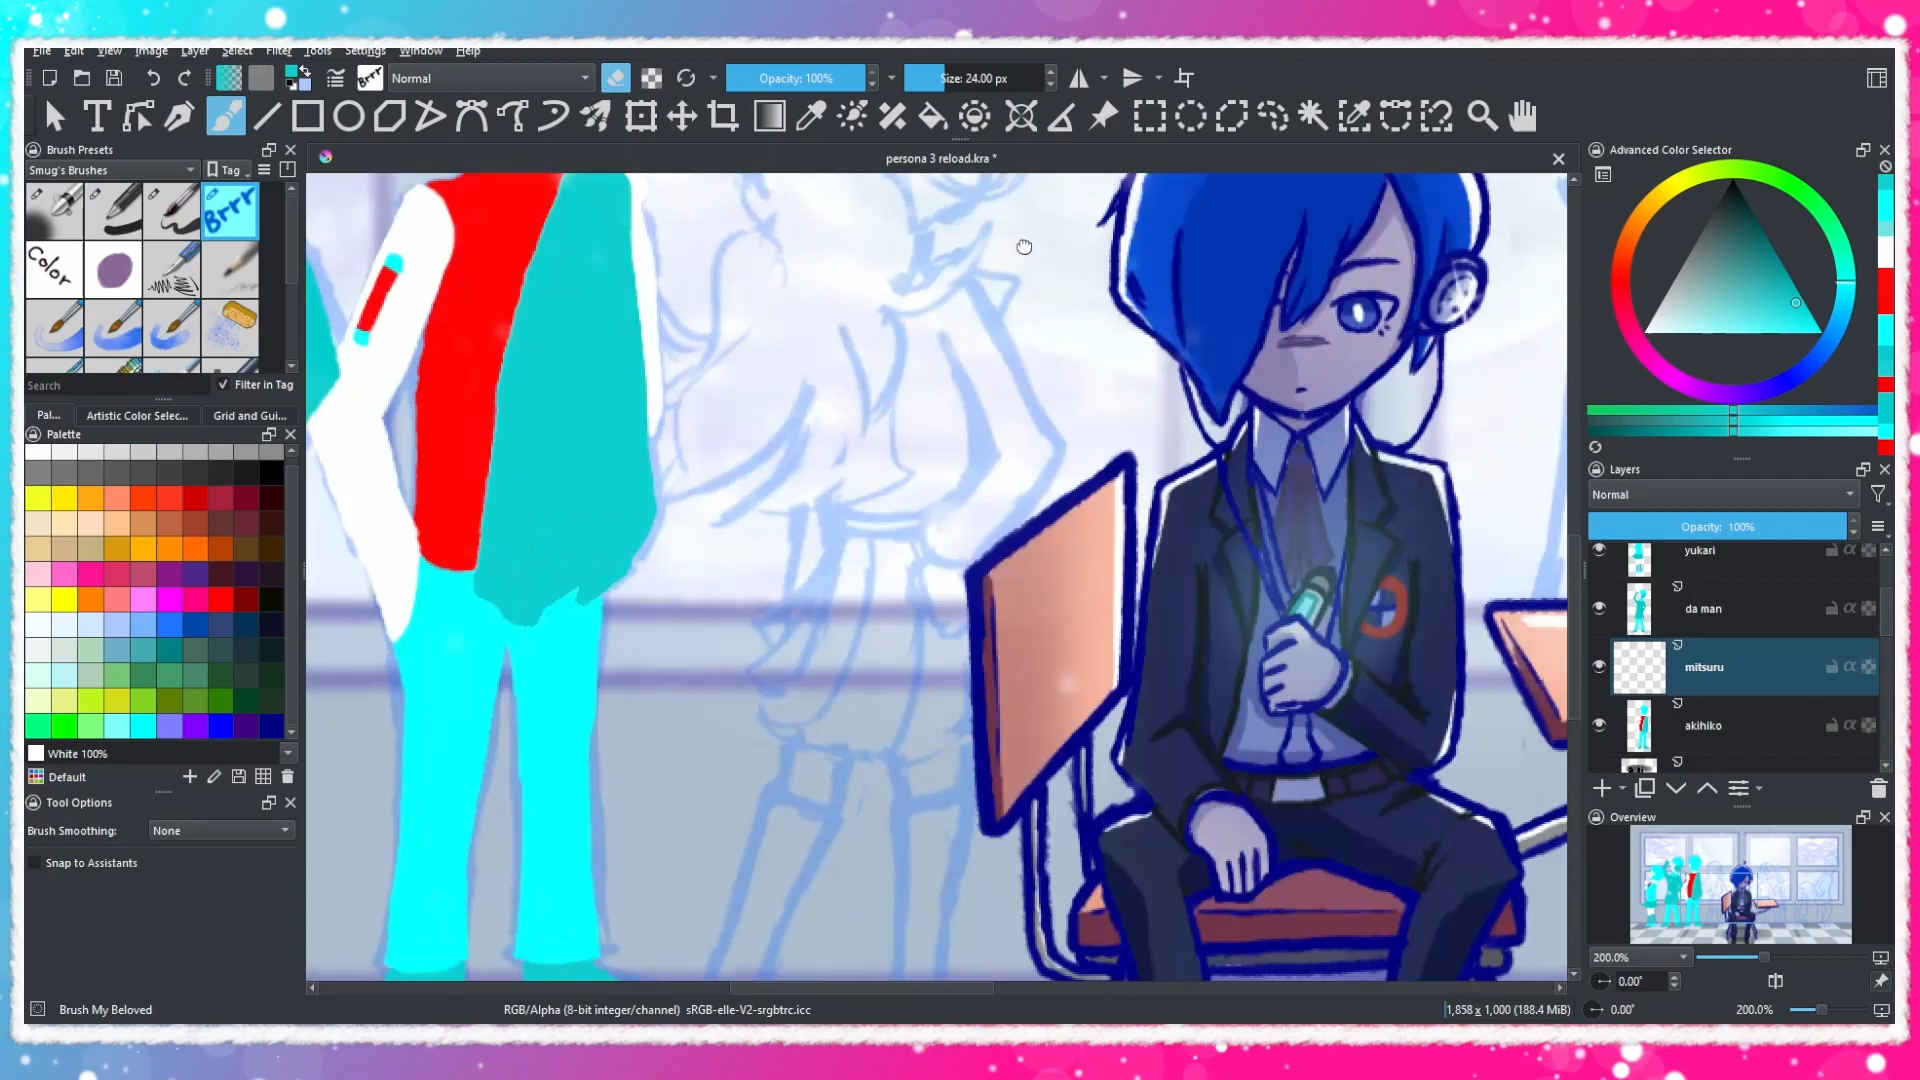 File Edit View Image Layer Select Filter Tools Settings Window Help
Brrr Normal Opacity: 100% Size: 24.00 px
Brush Presets
persona 3 reload.kra *
Advanced Color Selector
Smug's Brushes Tag
Brrr
Color
Search Filter in Tag
Pal... Artistic Color Selec... Grid and Gui...
Palette
Layers
Normal
Opacity: 100%
yukari
da man
mitsuru
akihiko
White 100%
Default
Tool Options
Overview
Brush Smoothing: None
Snap to Assistants
200.0%
0.00°
Brush My Beloved RGB/Alpha (8-bit integer/channel) sRGB-elle-V2-srgbtrc.icc 1,858 x 1,000 (188.4 MiB) 0.00° 200.0%